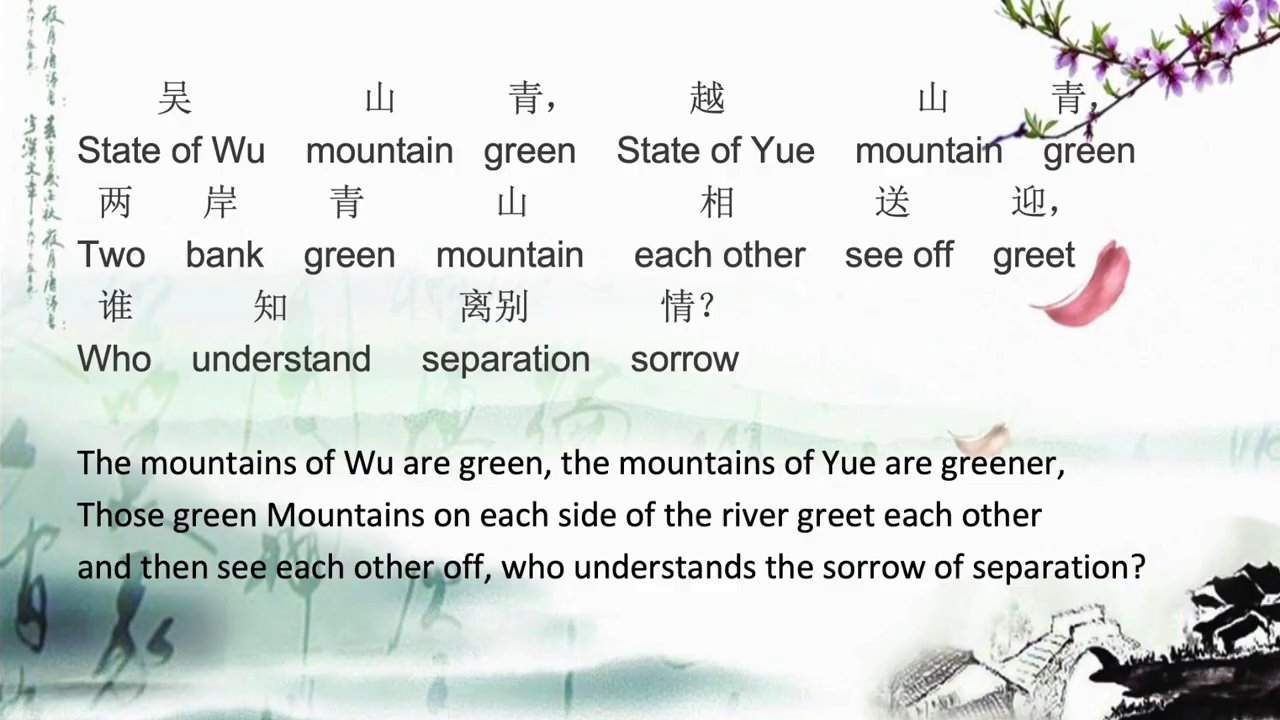 吴 山 青， 越 山 青，
State of Wu mountain green State of Yue mountain green
两 岸 青 山 相 送 迎，
Two bank green mountain each other see off greet
谁 知 离别 情？
Who understand separation sorrow
The mountains of Wu are green, the mountains of Yue are greener,
Those green Mountains on each side of the river greet each other
and then see each other off, who understands the sorrow of separation?